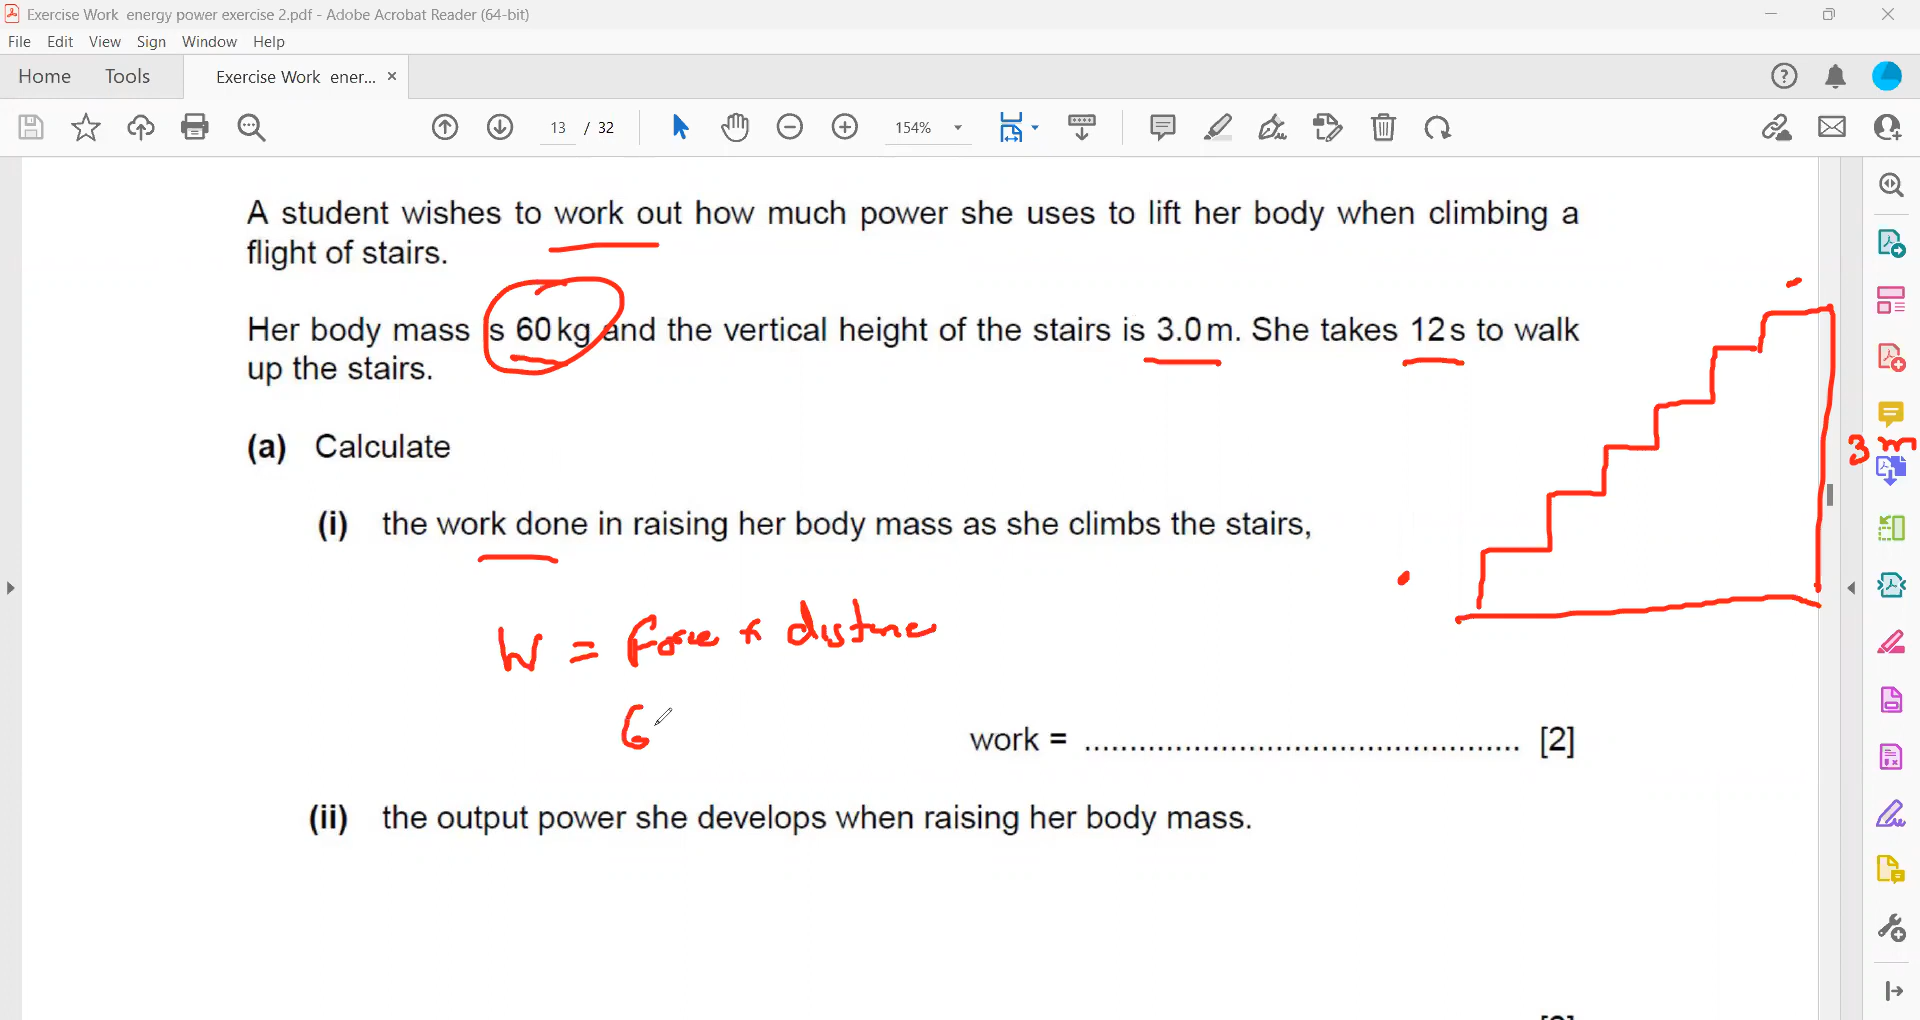 Exercise Work energy power exercise 2.pdf - Adobe Acrobat Reader (64-bit)
File Edit View Sign Window Help
Home Tools Exercise Work ener... ×
13 / 32 154%
A student wishes to work out how much power she uses to lift her body when climbing a
flight of stairs.
Her body mass is 60 kg and the vertical height of the stairs is 3.0 m. She takes 12 s to walk
up the stairs.
(a) Calculate
3 m
(i) the work done in raising her body mass as she climbs the stairs,
W = Force × distance
6
work = ................................................ [2]
(ii) the output power she develops when raising her body mass.